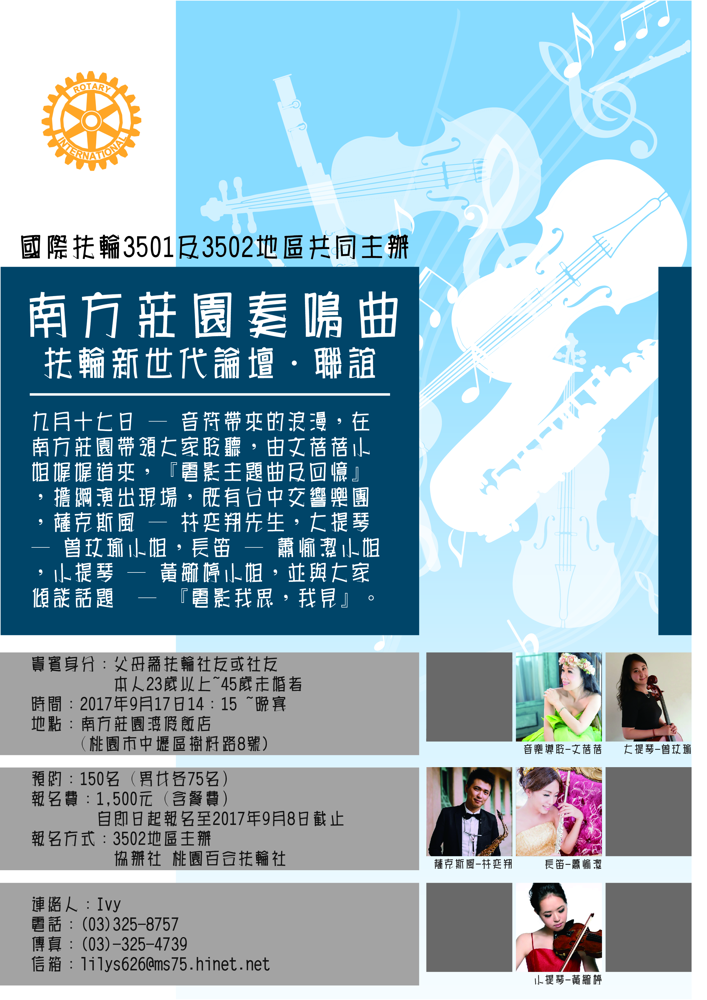 ROTARY
INTERNATIONAL
國際扶輪3501及3502地區共同主辦
南方莊園奏鳴曲
扶輪新世代論壇・聯誼
九月十七日 — 音符帶來的浪漫，在
南方莊園帶領大家聆聽，由文蓓蓓小
姐娓娓道來，『電影主題曲及回憶』
，擔綱演出現場，既有台中交響樂團
，薩克斯風 — 林奕翔先生，大提琴
— 曾玟瑜小姐，長笛 — 蕭愉潔小姐
，小提琴 — 黃毓婷小姐，並與大家
傾談話題 — 『電影我思，我見』。
貴賓身分：父母為扶輪社友或社友
本人23歲以上~45歲未婚者
時間：2017年9月17日14：15 ~晚宴
地點：南方莊園渡假飯店
（桃園市中壢區樹籽路8號)
音樂導聆-文蓓蓓
大提琴-曾玟瑜
預約：150名（男女各75名）
報名費：1,500元（含餐費）
自即日起報名至2017年9月8日截止
報名方式：3502地區主辦
協辦社 桃園百合扶輪社
薩克斯風-林奕翔
長笛-蕭愉潔
連絡人：Ivy
電話：(03)325-8757
傳真：(03)-325-4739
信箱：lilys626@ms75.hinet.net
小提琴-黃毓婷